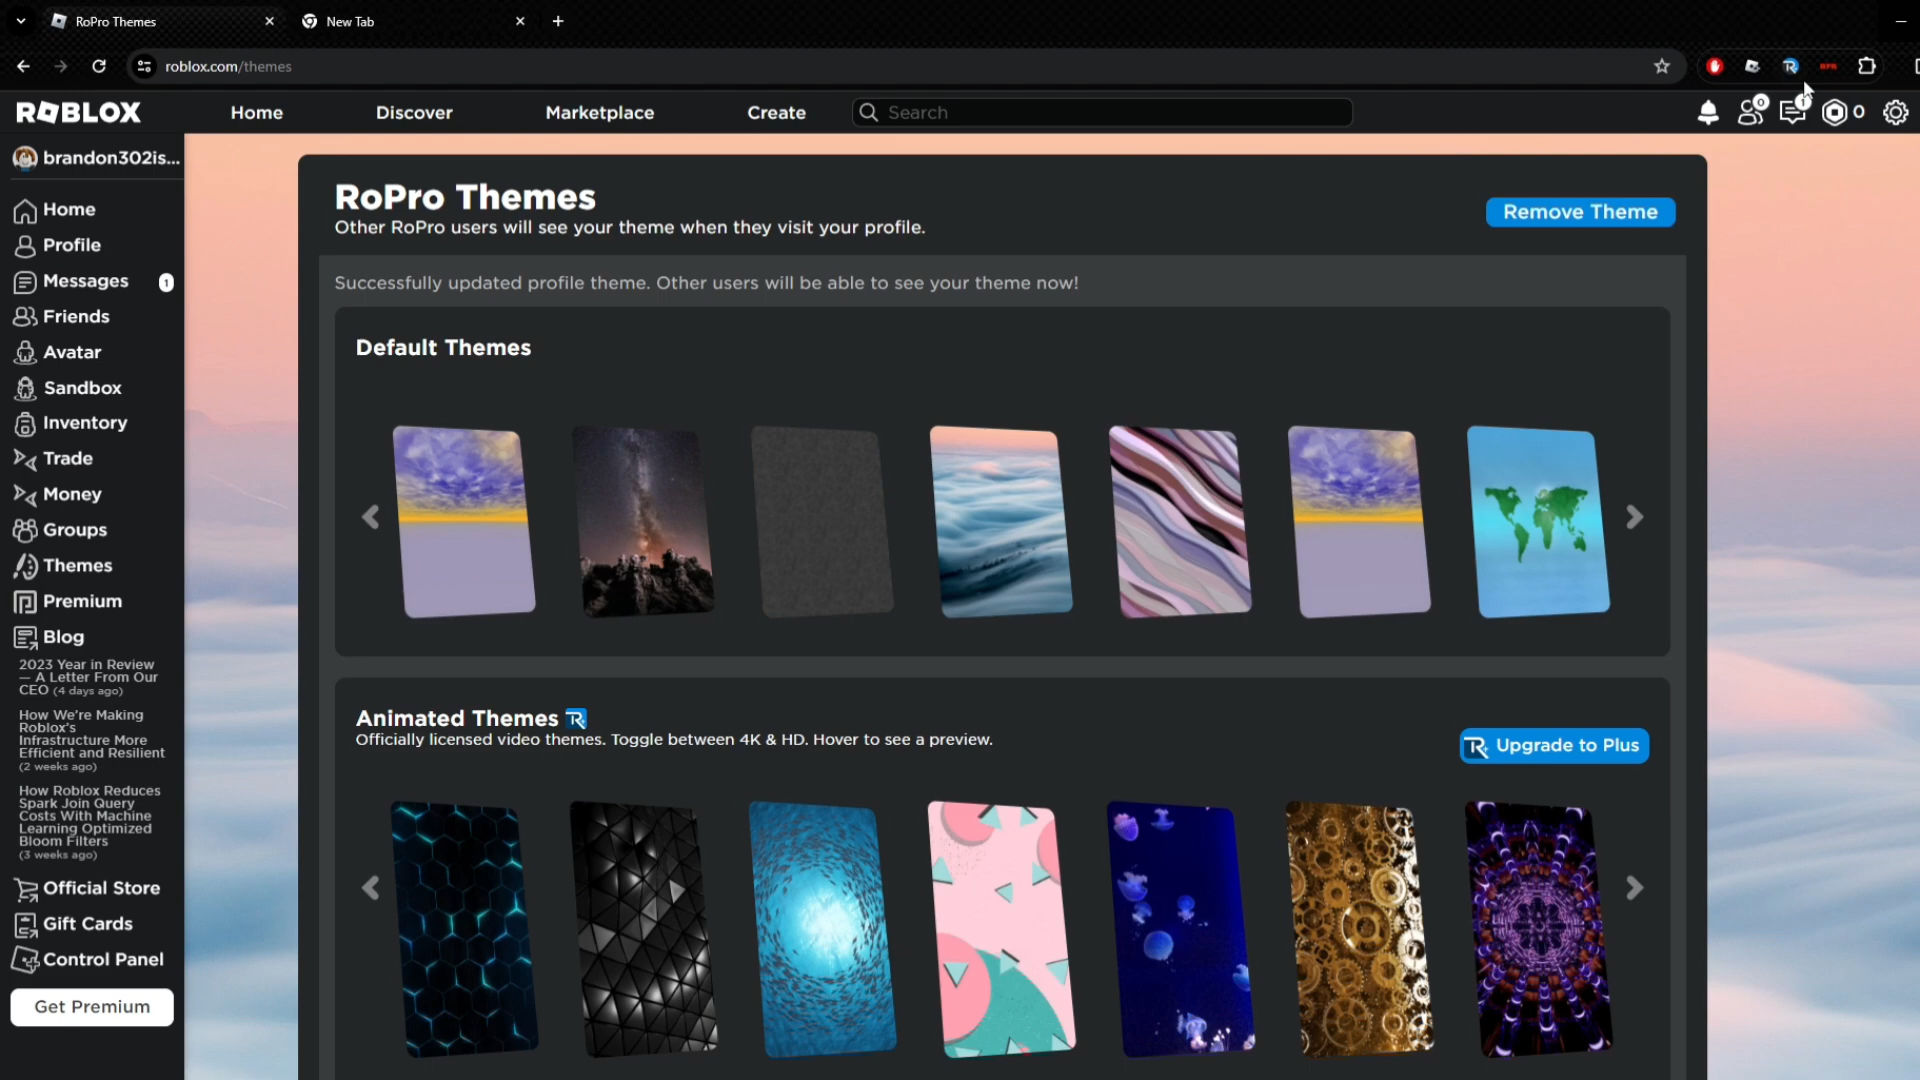 RoPro Themes
New Tab
roblox.com/themes
ROBLOX
Home
Discover
Marketplace
Create
Search
0
1
0
brandon302is...
Home
Profile
Messages
1
Friends
Avatar
Sandbox
Inventory
Trade
Money
Groups
Themes
Premium
Blog
2023 Year in Review
— A Letter From Our
CEO (4 days ago)
How We're Making
Roblox's
Infrastructure More
Efficient and Resilient
(2 weeks ago)
How Roblox Reduces
Spark Join Query
Costs With Machine
Learning Optimized
Bloom Filters
(3 weeks ago)
Official Store
Gift Cards
Control Panel
Get Premium
RoPro Themes
Other RoPro users will see your theme when they visit your profile.
Remove Theme
Successfully updated profile theme. Other users will be able to see your theme now!
Default Themes
Animated Themes
Officially licensed video themes. Toggle between 4K & HD. Hover to see a preview.
Upgrade to Plus